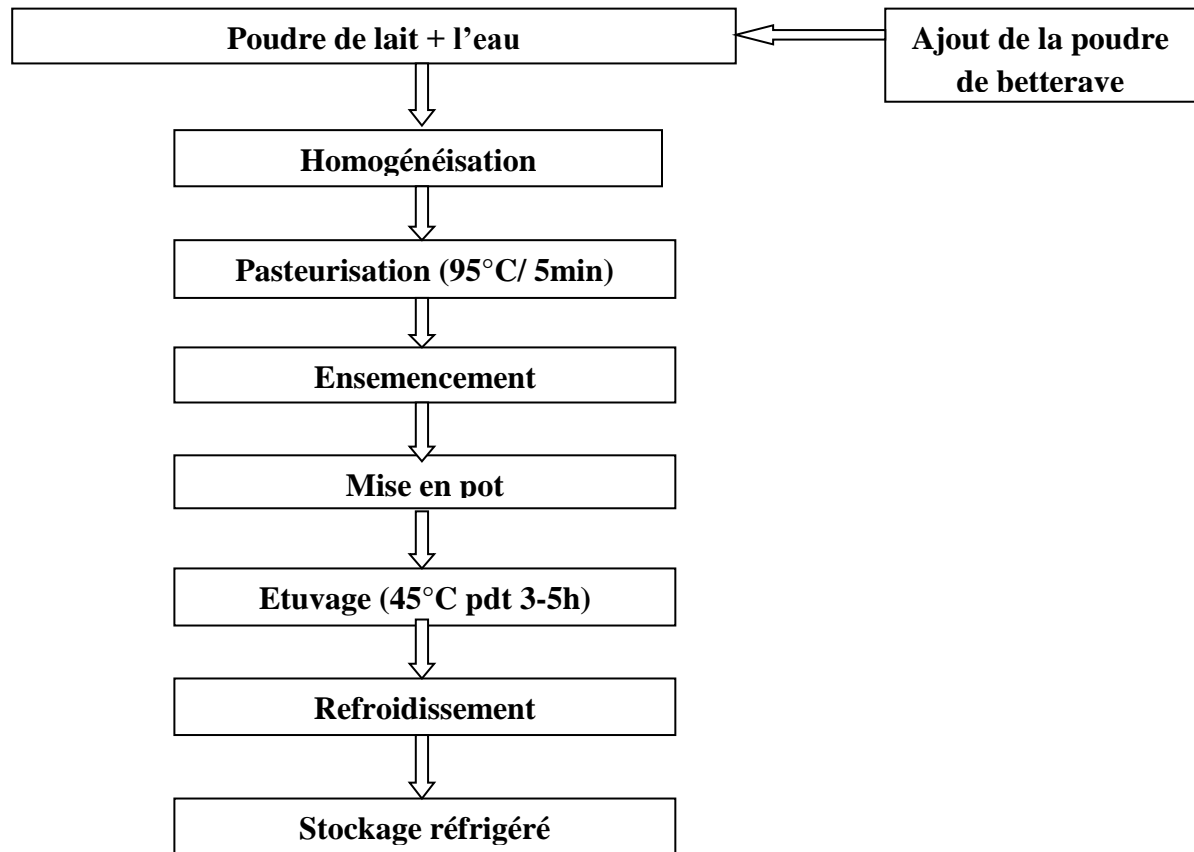 Poudre de lait + l’eau
Ajout de la poudre
de betterave
Homogénéisation
Pasteurisation (95°C/ 5min)
Ensemencement
Mise en pot
Etuvage (45°C pdt 3-5h)
Refroidissement
Stockage réfrigéré